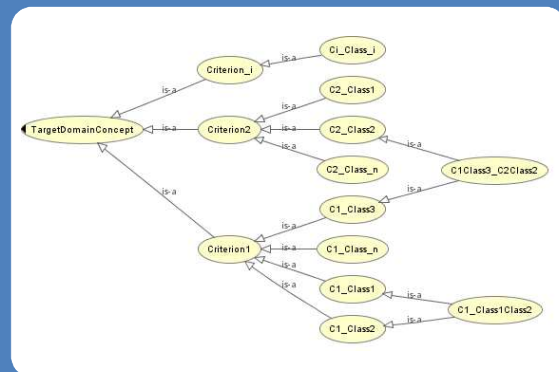 Ci_Class_i
Criterion_i
is-a
is-a
C2_Class1
is-a
TargetDomainConcept
is-a
Criterion2
is-a
C2_Class2
is-a
C2_Class_n
is-a
C1Class3_C2Class2
is-a
is-a
C1_Class3
is-a
Criterion1
is-a
C1_Class_n
is-a
C1_Class1
is-a
is-a
C1_Class1Class2
is-a
C1_Class2